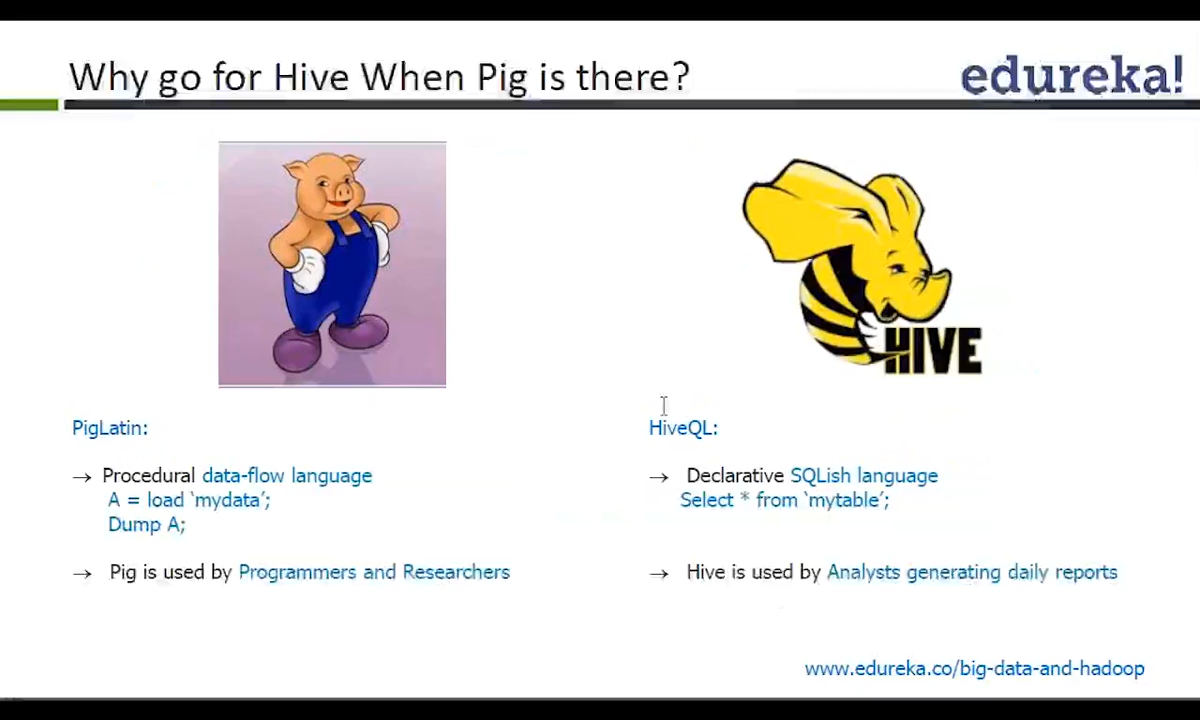 Why go for Hive When Pig is there?
edureka!
HIVE
PigLatin:
→ Procedural data-flow language
A = load ‘mydata’;
Dump A;
→ Pig is used by Programmers and Researchers
HiveQL:
→ Declarative SQLish language
Select * from ‘mytable’;
→ Hive is used by Analysts generating daily reports
www.edureka.co/big-data-and-hadoop